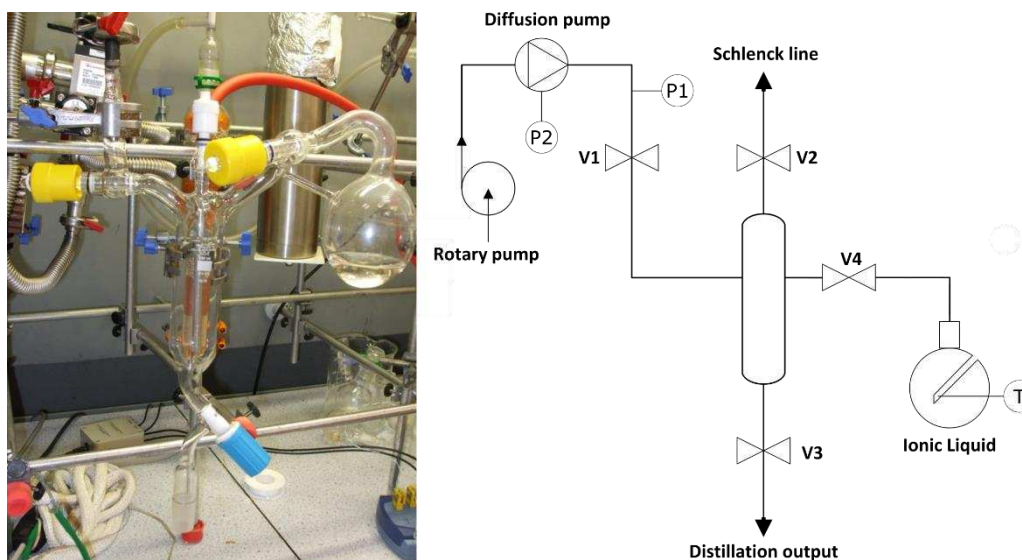 Diffusion pump
Schlenck line
P1
P2
V1
V2
Rotary pump
V4
T
Ionic Liquid
V3
Distillation output